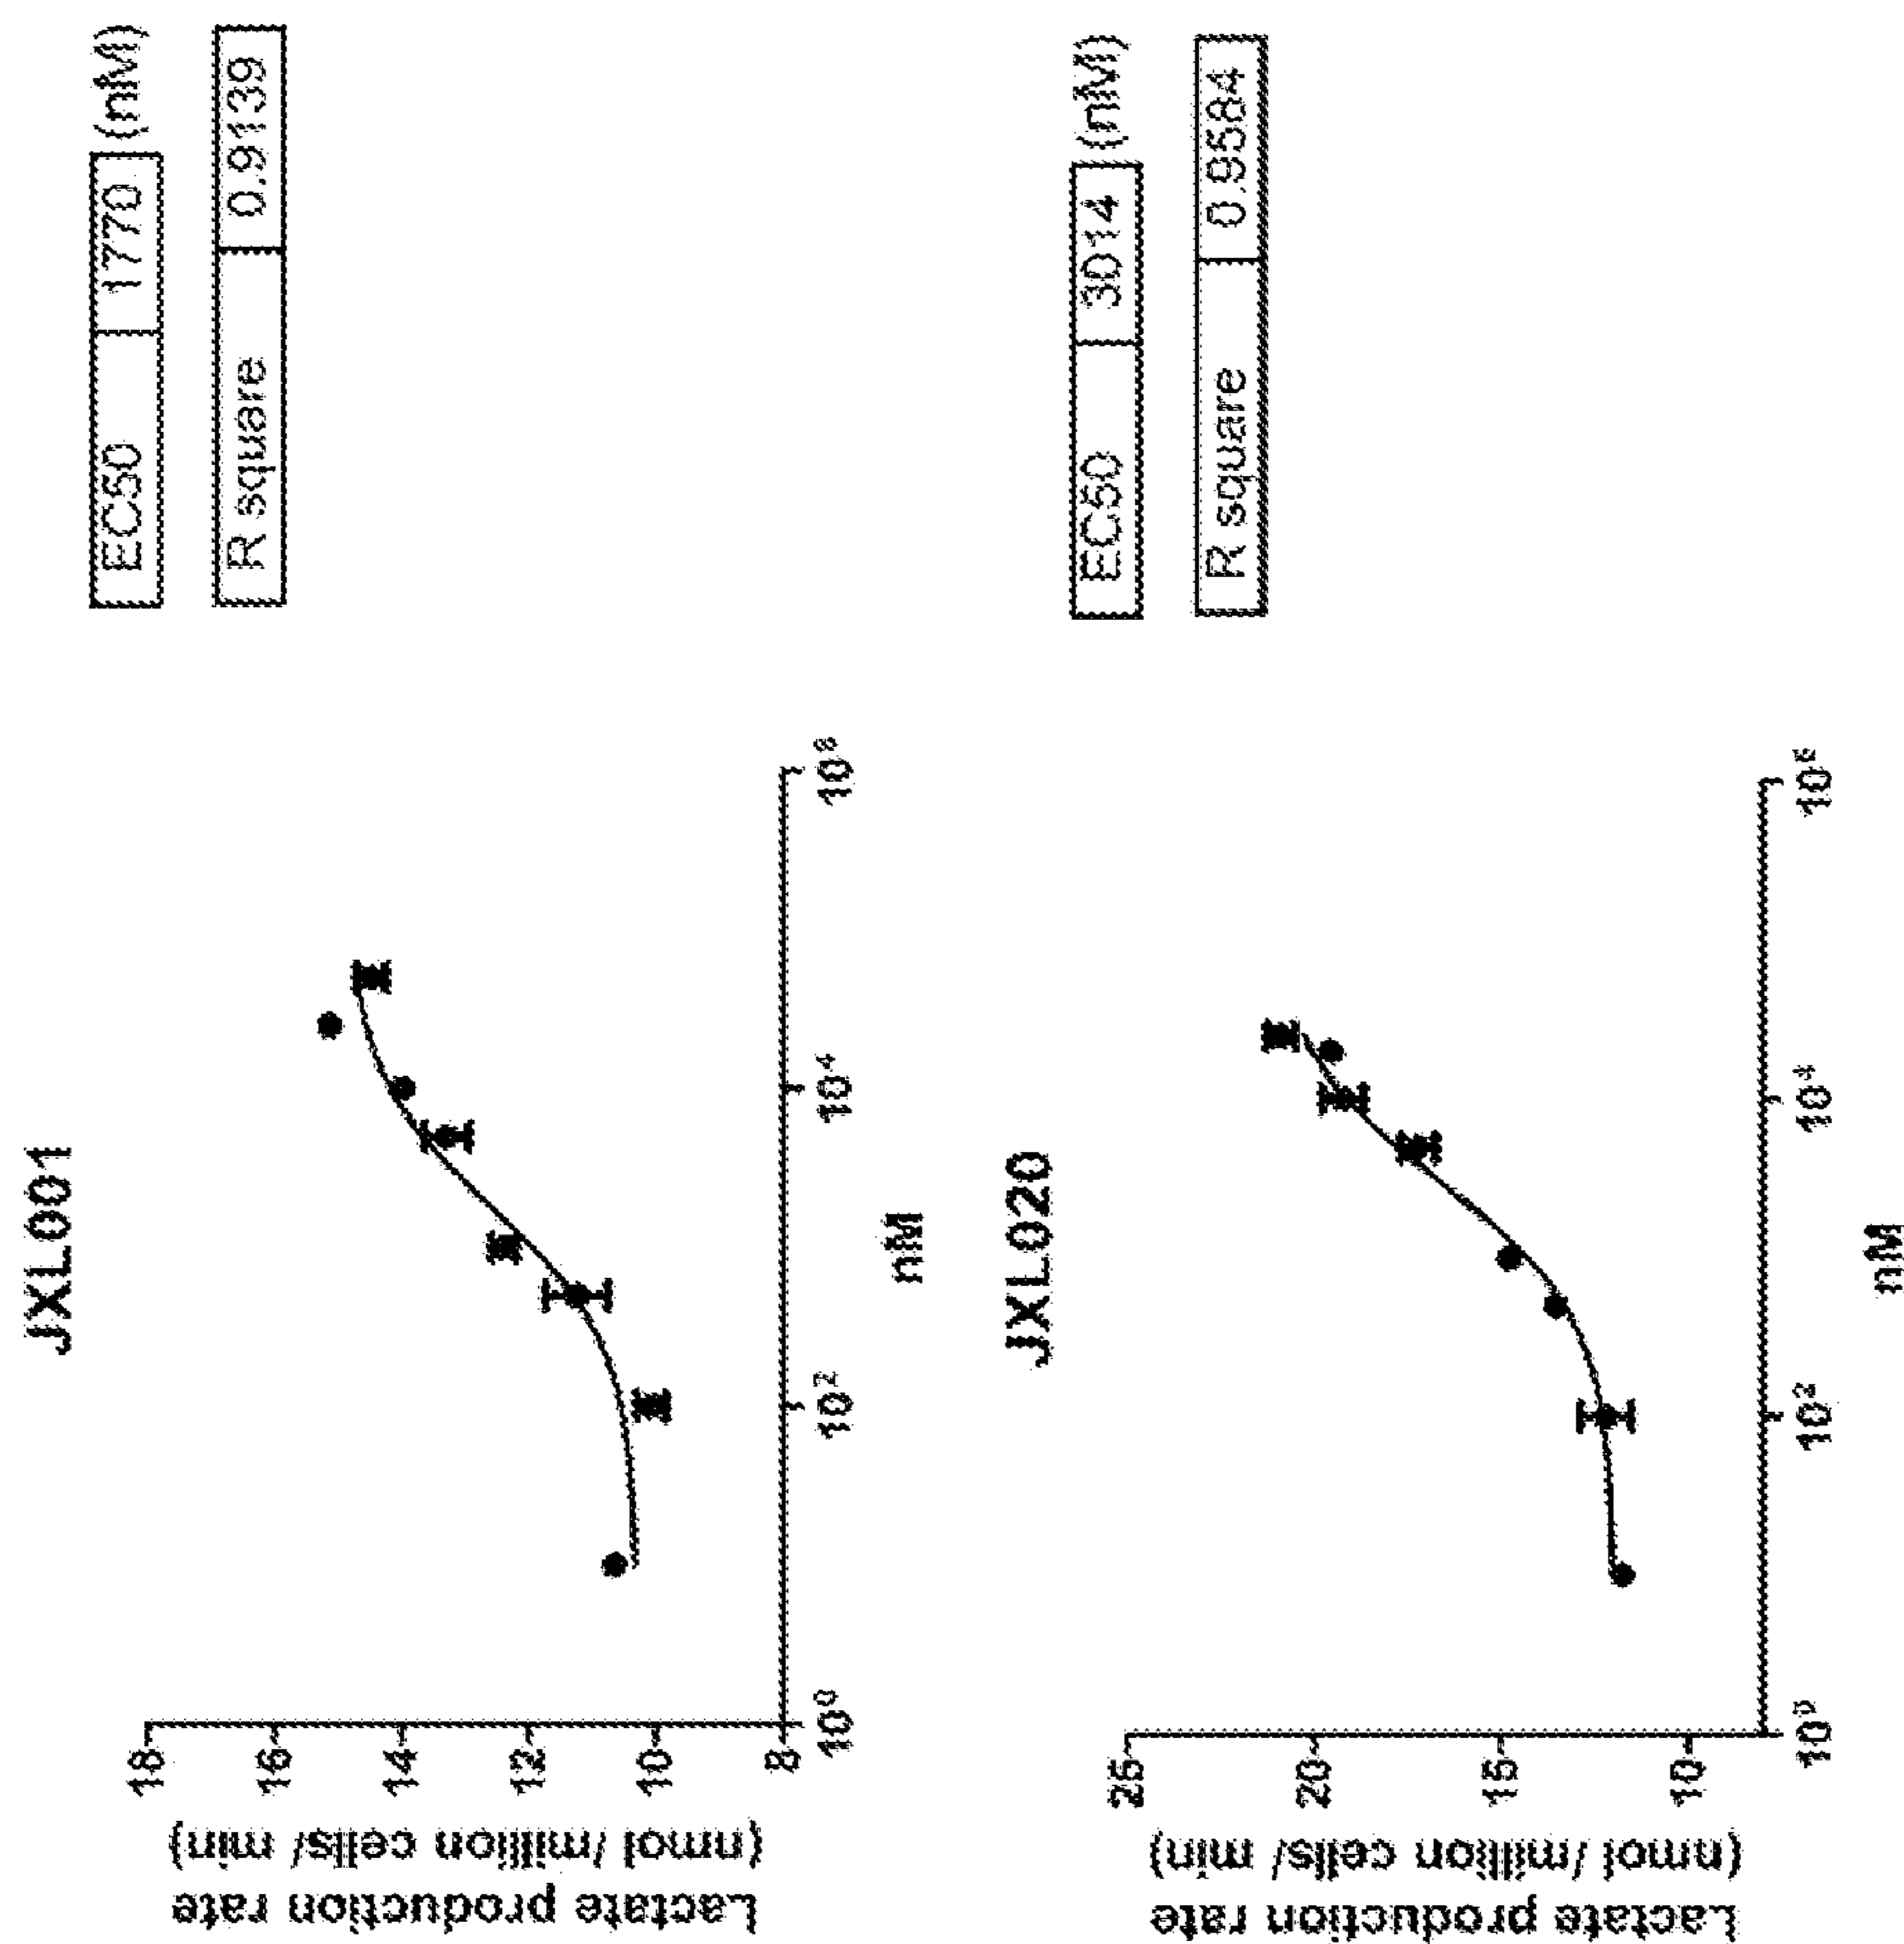 JXL001
Lactate production rate
(nmol/million cells/ min)
18
16
14
12
10
8
10⁰
10²
10⁴
10⁶
nM
EC50 1770 (nM)
R square 0.9139
JXL020
Lactate production rate
(nmol/million cells/ min)
25
20
15
10
10⁰
10²
10⁴
10⁶
nM
EC50 3014 (nM)
R square 0.9584